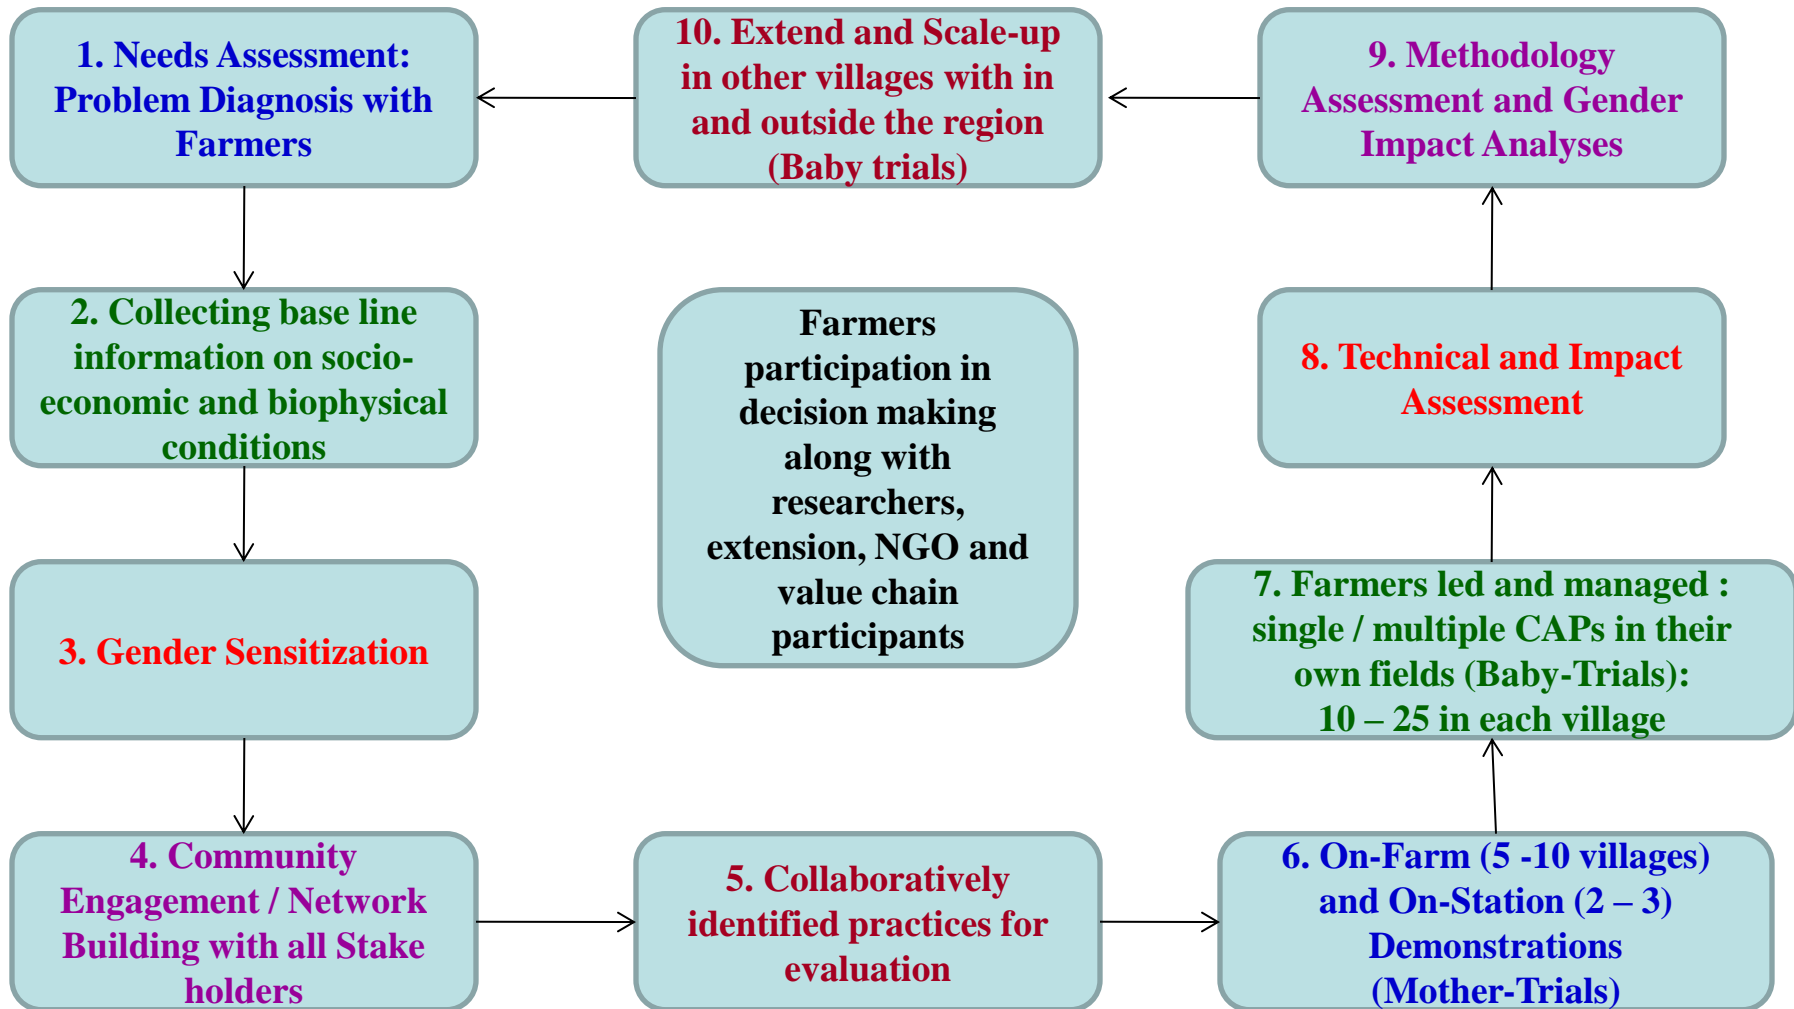 1. Needs Assessment:
Problem Diagnosis with
Farmers
10. Extend and Scale-up
in other villages with in
and outside the region
(Baby trials)
9. Methodology
Assessment and Gender
Impact Analyses
2. Collecting base line
information on socio-
economic and biophysical
conditions
Farmers
participation in
decision making
along with
researchers,
extension, NGO and
value chain
participants
8. Technical and Impact
Assessment
3. Gender Sensitization
7. Farmers led and managed :
single / multiple CAPs in their
own fields (Baby-Trials):
10 – 25 in each village
4. Community
Engagement / Network
Building with all Stake
holders
5. Collaboratively
identified practices for
evaluation
6. On-Farm (5 -10 villages)
and On-Station (2 – 3)
Demonstrations
(Mother-Trials)